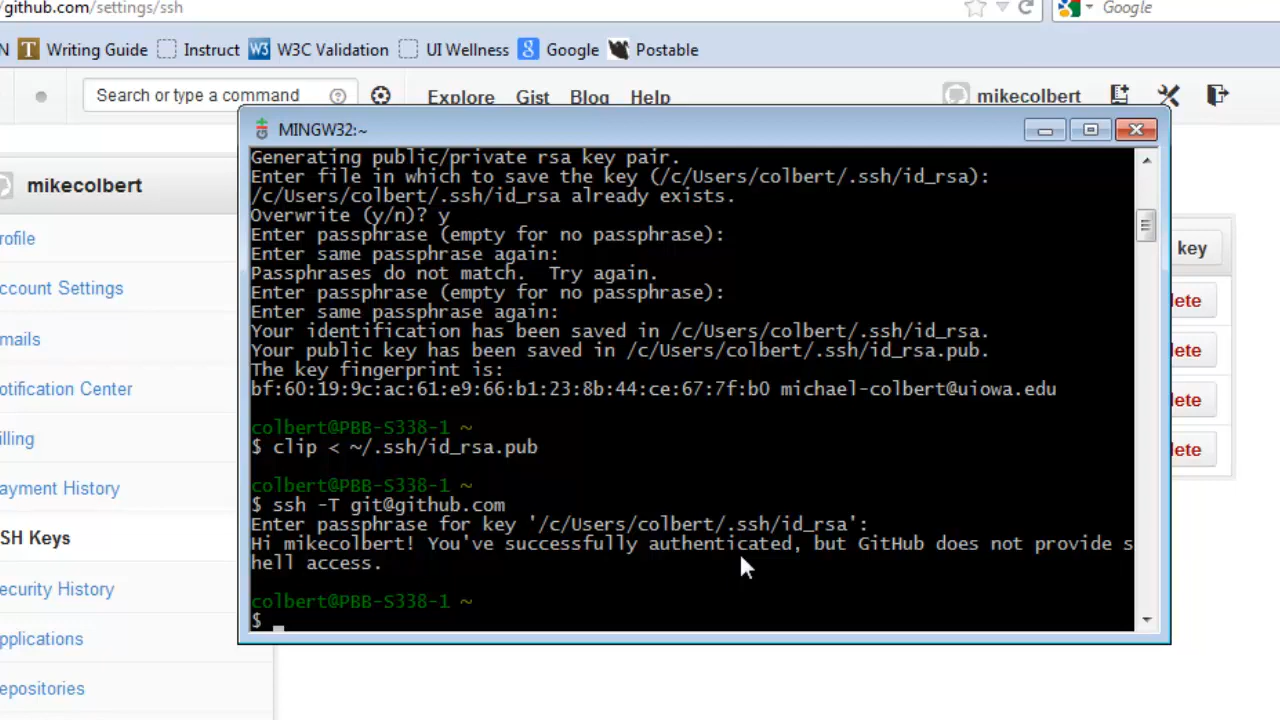 github.com/settings/ssh
Google
N T Writing Guide Instruct W3 W3C Validation UI Wellness 8 Google Postable
Search or type a command ? Explore Gist Blog Help mikecolbert
MINGW32:~
mikecolbert
rofile
ccount Settings
mails
otification Center
illing
ayment History
SH Keys
ecurity History
pplications
epositories
Generating public/private rsa key pair.
Enter file in which to save the key (/c/Users/colbert/.ssh/id_rsa):
/c/Users/colbert/.ssh/id_rsa already exists.
Overwrite (y/n)? y
Enter passphrase (empty for no passphrase):
Enter same passphrase again:
Passphrases do not match.  Try again.
Enter passphrase (empty for no passphrase):
Enter same passphrase again:
Your identification has been saved in /c/Users/colbert/.ssh/id_rsa.
Your public key has been saved in /c/Users/colbert/.ssh/id_rsa.pub.
The key fingerprint is:
bf:60:19:9c:ac:61:e9:66:b1:23:8b:44:ce:67:7f:b0 michael-colbert@uiowa.edu
colbert@PBB-S338-1 ~
$ clip < ~/.ssh/id_rsa.pub
colbert@PBB-S338-1 ~
$ ssh -T git@github.com
Enter passphrase for key '/c/Users/colbert/.ssh/id_rsa':
Hi mikecolbert! You've successfully authenticated, but GitHub does not provide s
hell access.
colbert@PBB-S338-1 ~
$
key
lete
lete
lete
lete